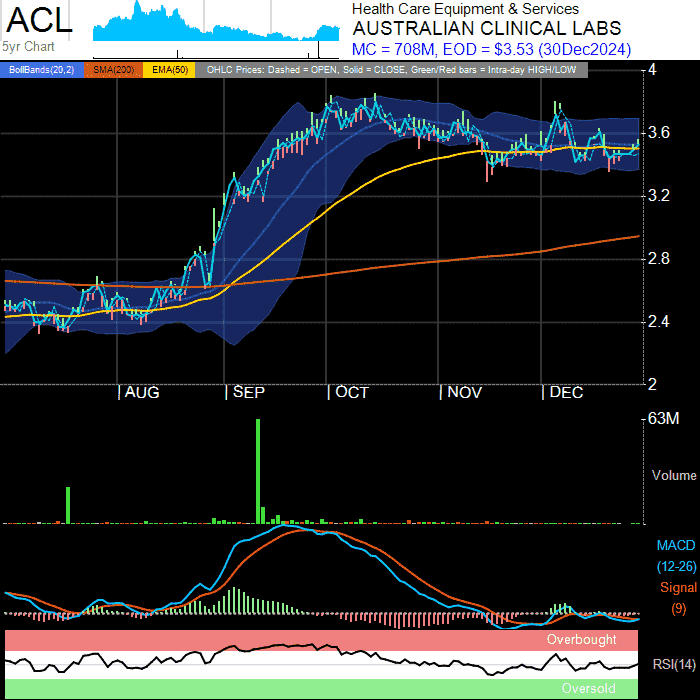 ACL
5yr Chart
Health Care Equipment & Services
AUSTRALIAN CLINICAL LABS
MC = 708M, EOD = $3.53 (30Dec2024)
BollBands(20,2) SMA(200) EMA(50) OHLC Prices: Dashed = OPEN, Solid = CLOSE, Green/Red bars = Intra-day HIGH/LOW
4
3.6
3.2
2.8
2.4
2
AUG SEP OCT NOV DEC
63M
Volume
MACD
(12-26)
Signal
(9)
Overbought
RSI(14)
Oversold